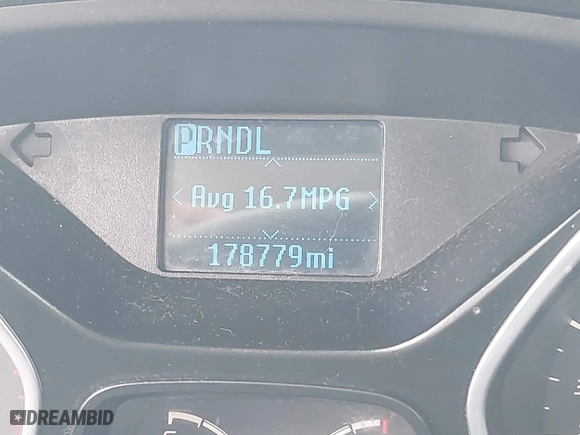 PRNDL
Avg 16.7MPG
178779mi
DREAMBID